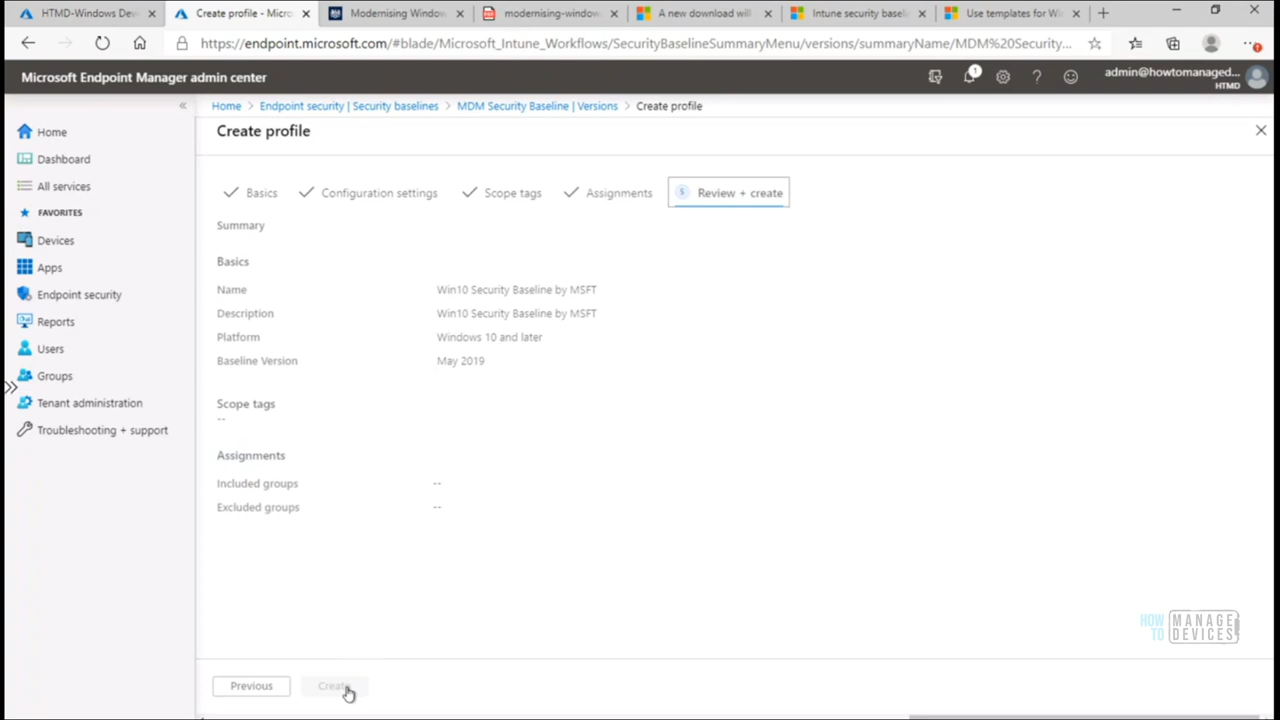 HTMD-Windows Dev
Create profile - Micro
Modernising Window
modernising-window
A new download will
Intune security basel
Use templates for Wi
https://endpoint.microsoft.com/#blade/Microsoft_Intune_Workflows/SecurityBaselineSummaryMenu/versions/summaryName/MDM%20Security...
Microsoft Endpoint Manager admin center
1
admin@howtomanaged...
HTMD
Home > Endpoint security | Security baselines > MDM Security Baseline | Versions > Create profile
Create profile
Home
Dashboard
All services
FAVORITES
Devices
Apps
Endpoint security
Reports
Users
Groups
Tenant administration
Troubleshooting + support
Basics
Configuration settings
Scope tags
Assignments
5 Review + create
Summary
Basics
Name Win10 Security Baseline by MSFT
Description Win10 Security Baseline by MSFT
Platform Windows 10 and later
Baseline Version May 2019
Scope tags
--
Assignments
Included groups --
Excluded groups --
HOW TO MANAGE DEVICES
Previous
Create